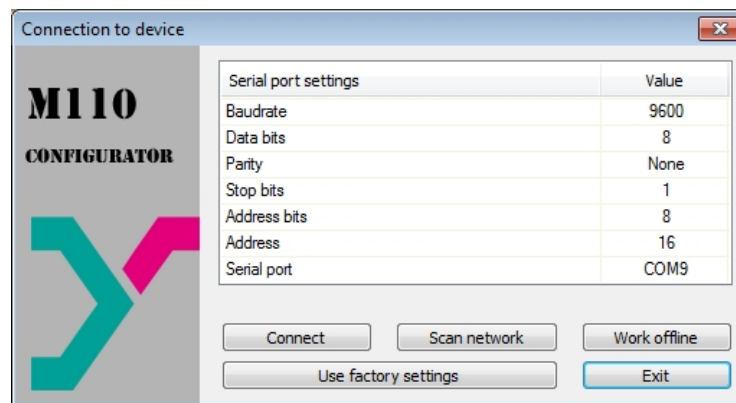 Connection to device
M110
CONFIGURATOR
Serial port settings Value
Baudrate 9600
Data bits 8
Parity None
Stop bits 1
Address bits 8
Address 16
Serial port COM9
Connect Scan network Work offline
Use factory settings Exit